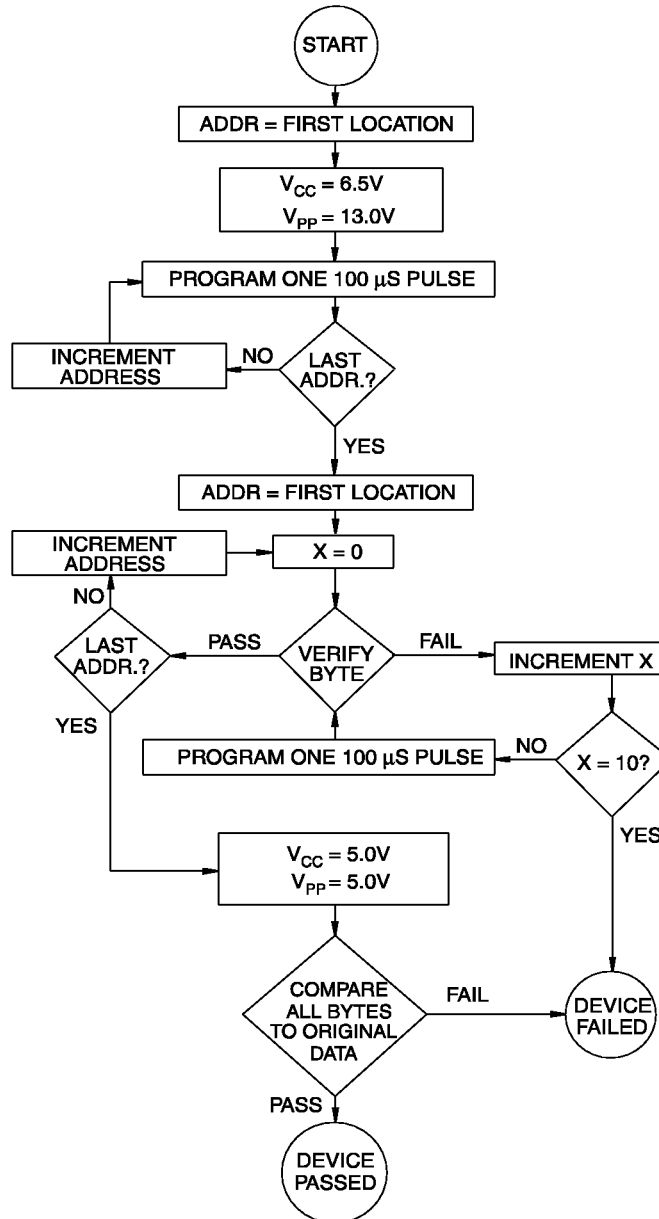 START
ADDR = FIRST LOCATION
VCC = 6.5V
VPP = 13.0V
PROGRAM ONE 100 μS PULSE
INCREMENT
ADDRESS
NO
LAST
ADDR.?
YES
ADDR = FIRST LOCATION
INCREMENT
ADDRESS
X = 0
NO
LAST
ADDR.?
PASS
VERIFY
BYTE
FAIL
INCREMENT X
YES
PROGRAM ONE 100 μS PULSE
NO
X = 10?
YES
VCC = 5.0V
VPP = 5.0V
COMPARE
ALL BYTES
TO ORIGINAL
DATA
FAIL
DEVICE
FAILED
PASS
DEVICE
PASSED